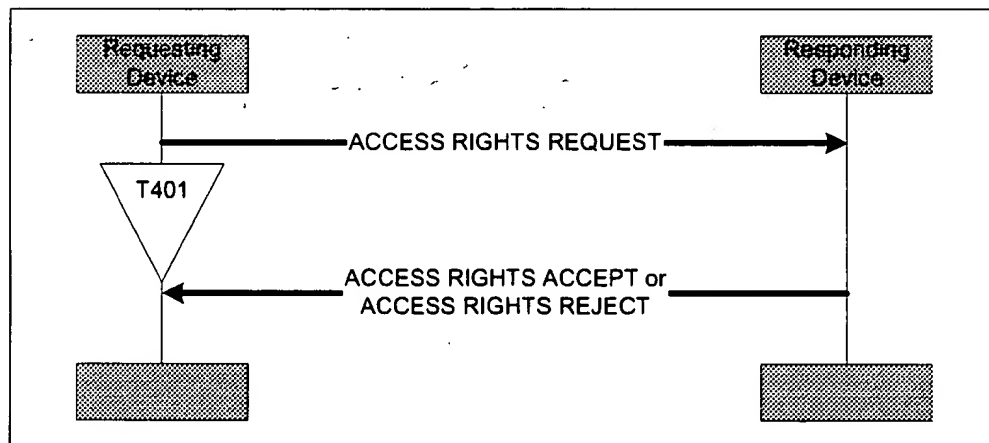 Requesting
Device
Responding
Device
ACCESS RIGHTS REQUEST
T401
ACCESS RIGHTS ACCEPT or
ACCESS RIGHTS REJECT